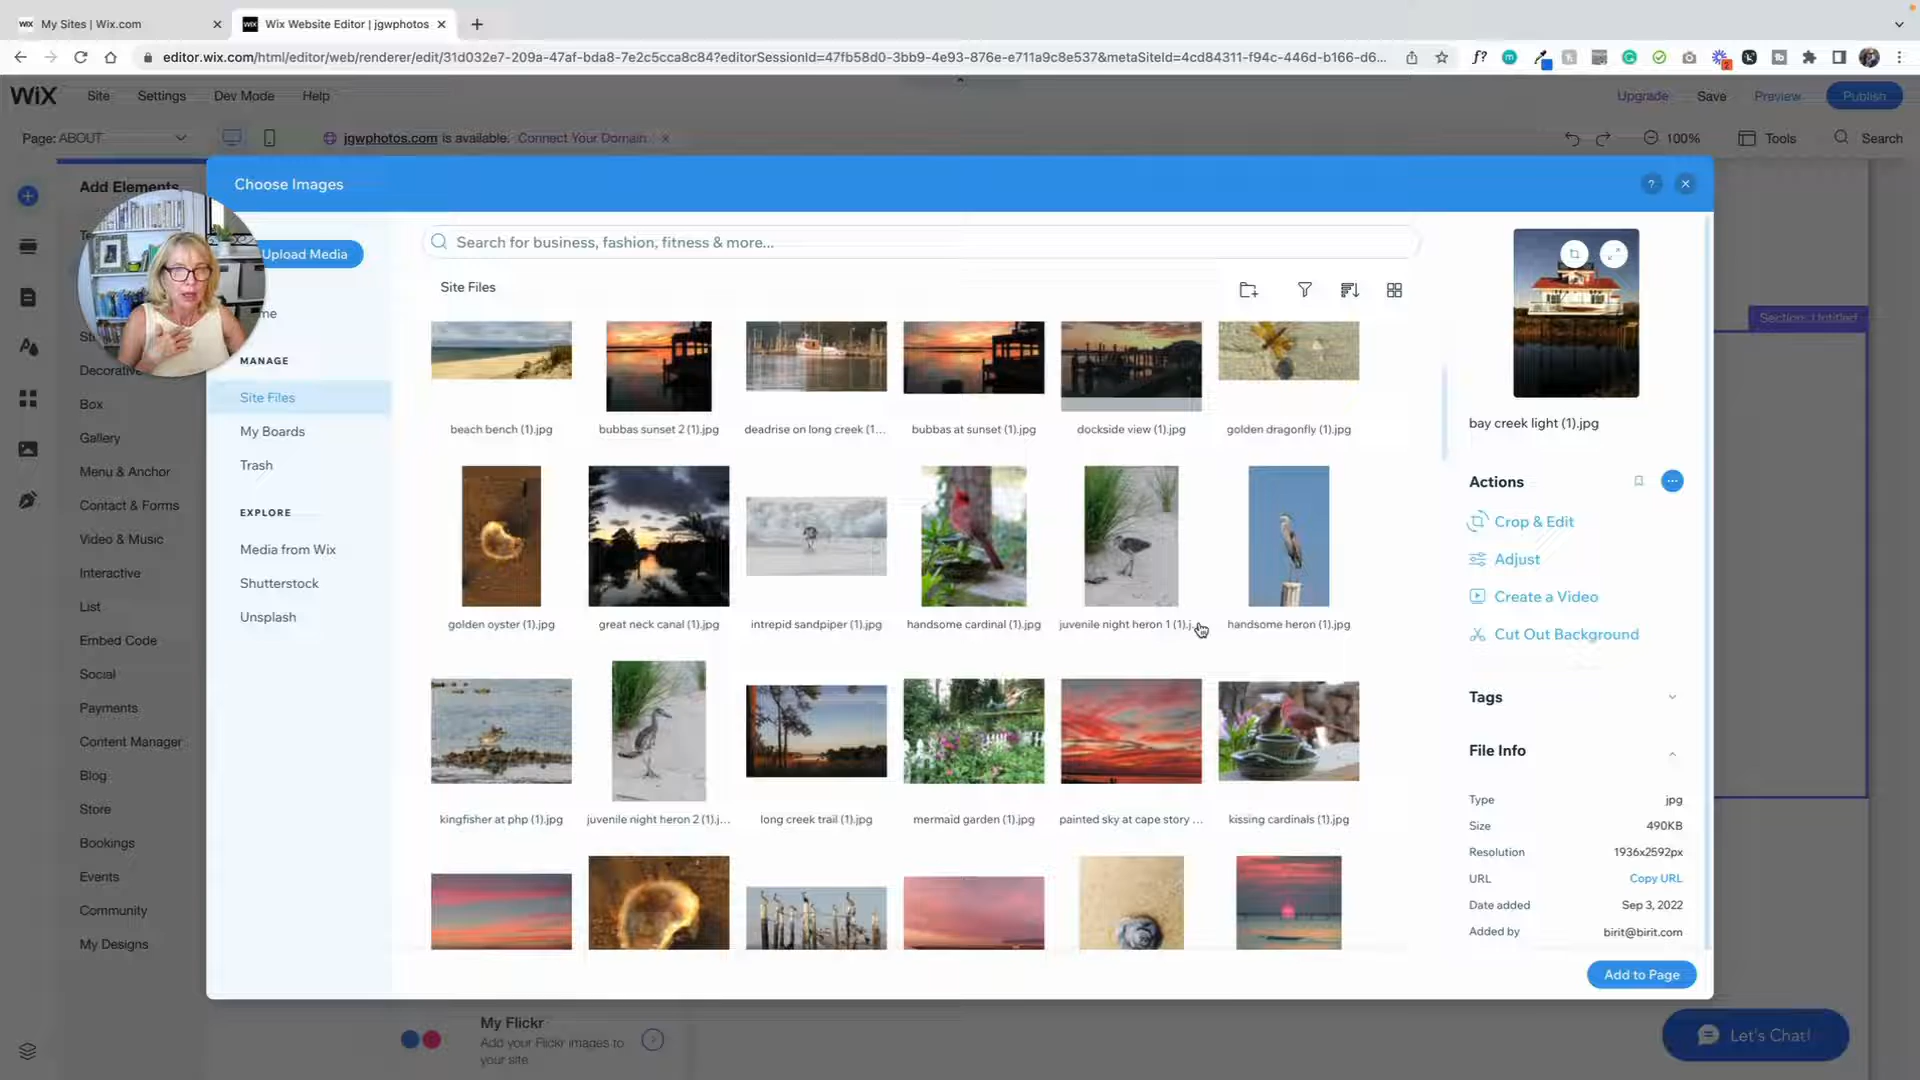 My Sites | Wix.com
Wix Website Editor | jgwphotos
editor.wix.com/html/editor/web/renderer/edit/31d032e7-209a-47af-bda8-7e2c5cca8c84?editorSessionId=47fb58d0-3bb9-4e93-876e-e711a9c8e537&metaSiteId=4cd84311-f94c-446d-b166-d6...
WiX Site Settings Dev Mode Help Upgrade Save Preview Publish
Page: ABOUT jgwphotos.com is available. Connect Your Domain 100% Tools Search
Add Elements
Decorative
Box
Gallery
Menu & Anchor
Contact & Forms
Video & Music
Interactive
List
Embed Code
Social
Payments
Content Manager
Blog
Store
Bookings
Events
Community
My Designs
Choose Images
?
Upload Media
MANAGE
Site Files
My Boards
Trash
EXPLORE
Media from Wix
Shutterstock
Unsplash
Search for business, fashion, fitness & more...
Site Files
beach bench (1).jpg
bubbas sunset 2 (1).jpg
deadrise on long creek (1...
bubbas at sunset (1).jpg
dockside view (1).jpg
golden dragonfly (1).jpg
golden oyster (1).jpg
great neck canal (1).jpg
intrepid sandpiper (1).jpg
handsome cardinal (1).jpg
juvenile night heron 1 (1).j...
handsome heron (1).jpg
kingfisher at php (1).jpg
juvenile night heron 2 (1).j...
long creek trail (1).jpg
mermaid garden (1).jpg
painted sky at cape story ...
kissing cardinals (1).jpg
bay creek light (1).jpg
Actions
Crop & Edit
Adjust
Create a Video
Cut Out Background
Tags
File Info
Type jpg
Size 490KB
Resolution 1936x2592px
URL Copy URL
Date added Sep 3, 2022
Added by birit@birit.com
Add to Page
Section: Untitled
My Flickr
Add your Flickr images to
your site.
Let's Chat!